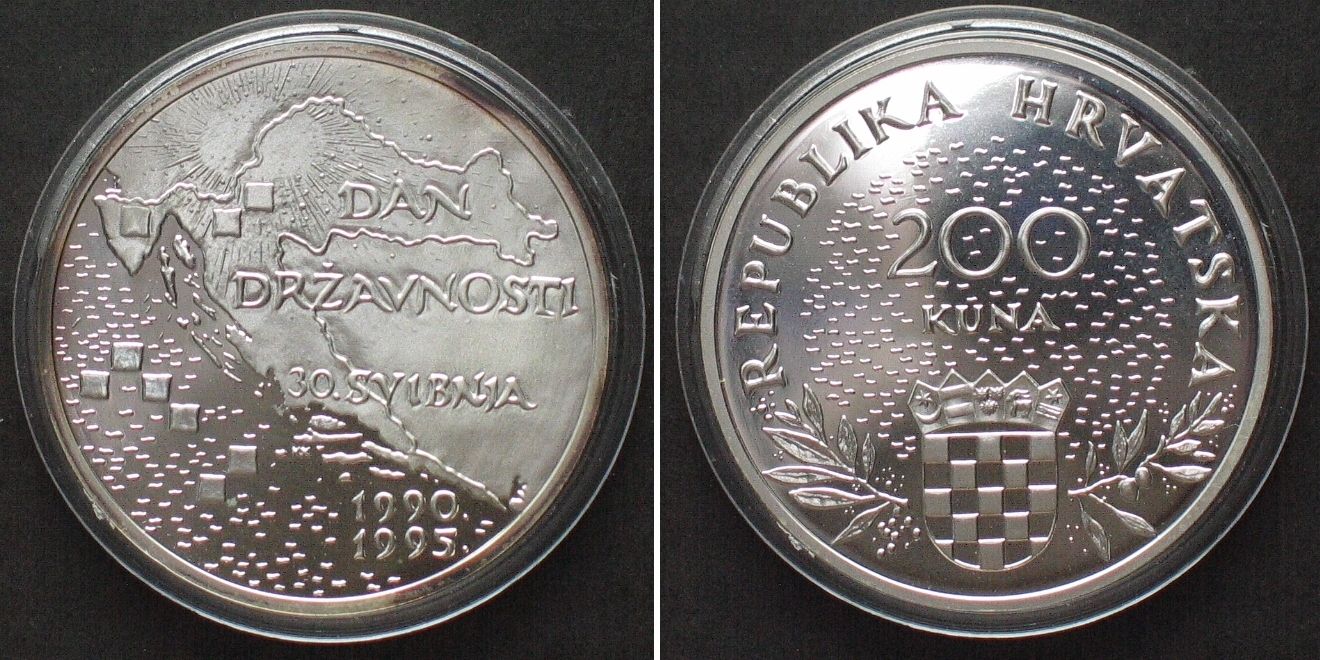 DAN
DRŽAVNOSTI
30. SVIBNJA
1990.
1995.
REPUBLIKA HRVATSKA
200
KUNA